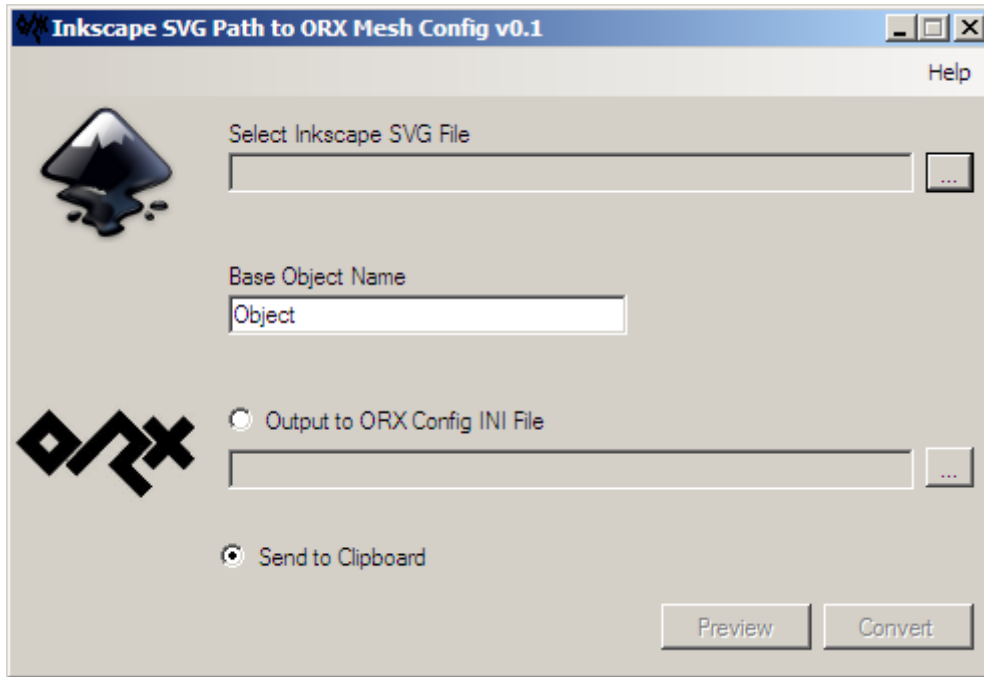 Inkscape SVG Path to ORX Mesh Config v0.1
Help
Select Inkscape SVG File
...
Base Object Name
Object
ORX
Output to ORX Config INI File
...
Send to Clipboard
Preview
Convert